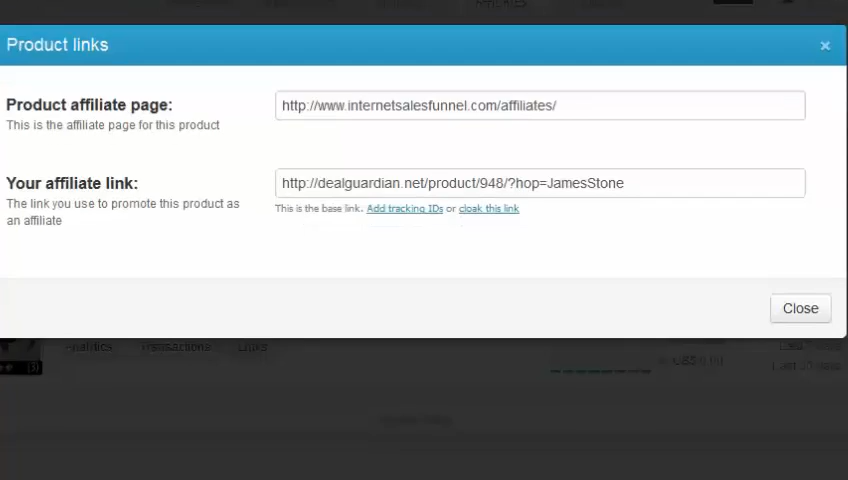 Product links
×
Product affiliate page:
http://www.internetsalesfunnel.com/affiliates/
This is the affiliate page for this product
Your affiliate link:
http://dealguardian.net/product/948/?hop=JamesStone
The link you use to promote this product as
an affiliate
This is the base link. Add tracking IDs or cloak this link
Close
Analytics Transactions Links